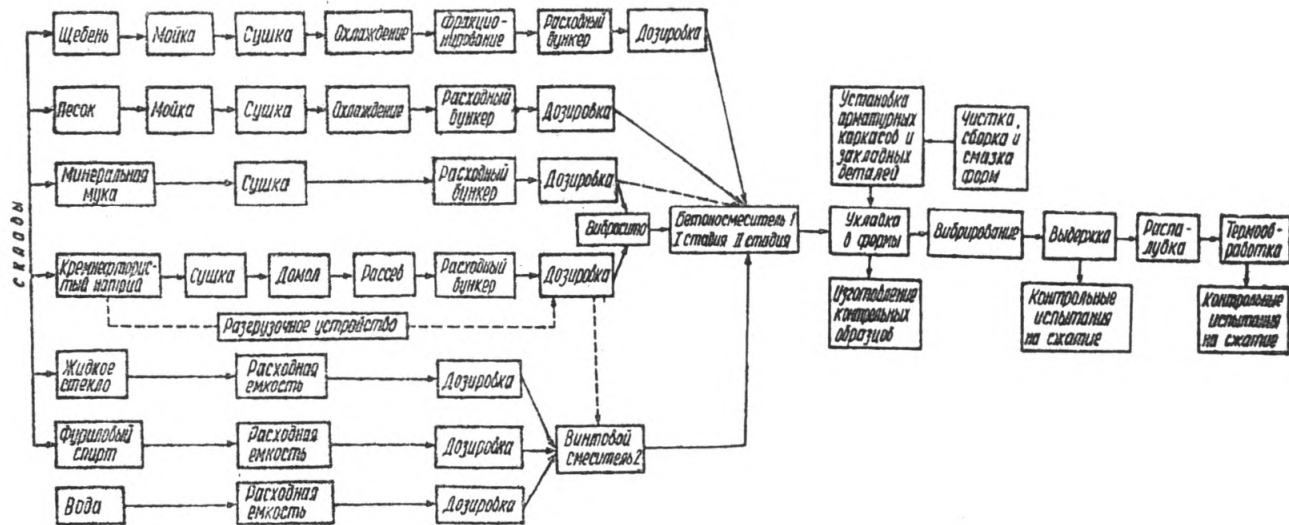 СКЛАДЫ
Щебень
Мойка
Сушка
Охлаждение
Фракцио-
нирование
Расходный
бункер
Дозировка
Песок
Мойка
Сушка
Охлаждение
Расходный
бункер
Дозировка
Минеральная
мука
Сушка
Расходный
бункер
Дозировка
Вибросито
Кремнефторис-
тый натрий
Сушка
Домол
Рассев
Расходный
бункер
Дозировка
Разгрузочное устройство
Жидкое
стекло
Расходная
емкость
Дозировка
Фуриловый
спирт
Расходная
емкость
Дозировка
Вода
Расходная
емкость
Дозировка
Винтовой
смеситель 2
Бетоносмеситель 1
I стадия II стадия
Установка
арматурных
каркасов и
закладных
деталей
Чистка,
сборка и
смазка
форм
Укладка
в формы
Вибрирование
Выдержка
Распа-
лубка
Термооб-
работка
Изготовление
контрольных
образцов
Контрольные
испытания
на сжатие
Контрольные
испытания
на сжатие